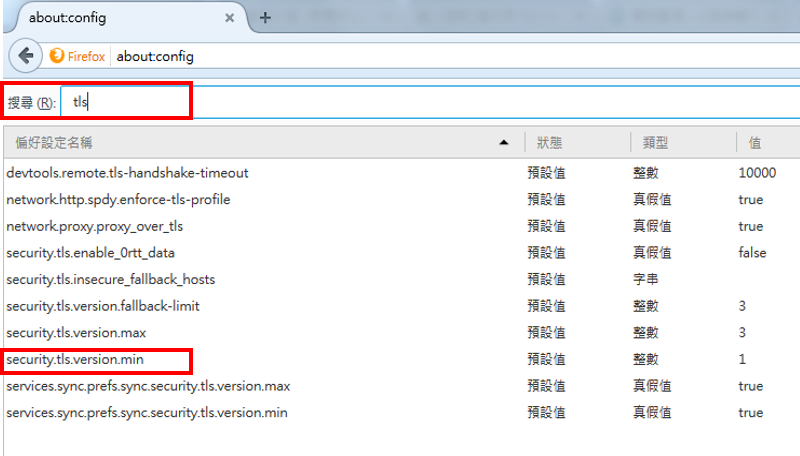 about:config × +
Firefox about:config
搜尋 (R): tls
偏好設定名稱 狀態 類型 值
devtools.remote.tls-handshake-timeout 預設值 整數 10000
network.http.spdy.enforce-tls-profile 預設值 真假值 true
network.proxy.proxy_over_tls 預設值 真假值 true
security.tls.enable_0rtt_data 預設值 真假值 false
security.tls.insecure_fallback_hosts 預設值 字串
security.tls.version.fallback-limit 預設值 整數 3
security.tls.version.max 預設值 整數 3
security.tls.version.min 預設值 整數 1
services.sync.prefs.sync.security.tls.version.max 預設值 真假值 true
services.sync.prefs.sync.security.tls.version.min 預設值 真假值 true